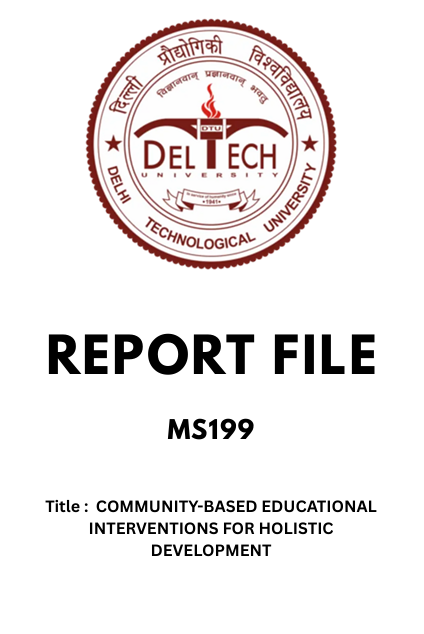 दिल्ली प्रौद्योगिकी विश्वविद्यालय
विज्ञानवान् प्रज्ञानवान् भवतु
DTU
DELTECH
UNIVERSITY
In service of humanity since
•1941•
★ DELHI TECHNOLOGICAL UNIVERSITY ★
REPORT FILE
MS199
Title : COMMUNITY-BASED EDUCATIONAL
INTERVENTIONS FOR HOLISTIC
DEVELOPMENT